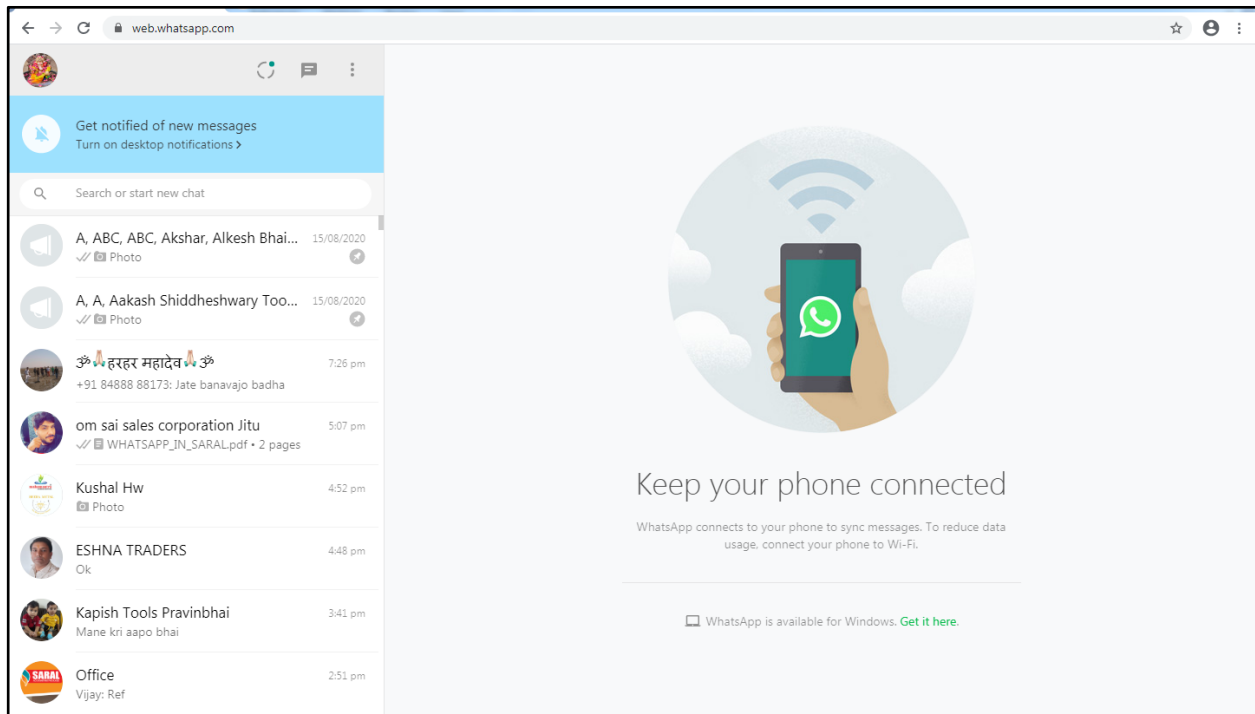 web.whatsapp.com
Get notified of new messages
Turn on desktop notifications >
Search or start new chat
A, ABC, ABC, Akshar, Alkesh Bhai... 15/08/2020
Photo
A, A, Aakash Shiddheshwary Too... 15/08/2020
Photo
ॐ🙏🏻हरहर महादेव🙏🏻ॐ 7:26 pm
+91 84888 88173: Jate banavajo badha
om sai sales corporation Jitu 5:07 pm
WHATSAPP_IN_SARAL.pdf • 2 pages
Kushal Hw 4:52 pm
Photo
ESHNA TRADERS 4:48 pm
Ok
Kapish Tools Pravinbhai 3:41 pm
Mane kri aapo bhai
SARAL
Office 2:51 pm
Vijay: Ref
Keep your phone connected
WhatsApp connects to your phone to sync messages. To reduce data
usage, connect your phone to Wi-Fi.
WhatsApp is available for Windows. Get it here.